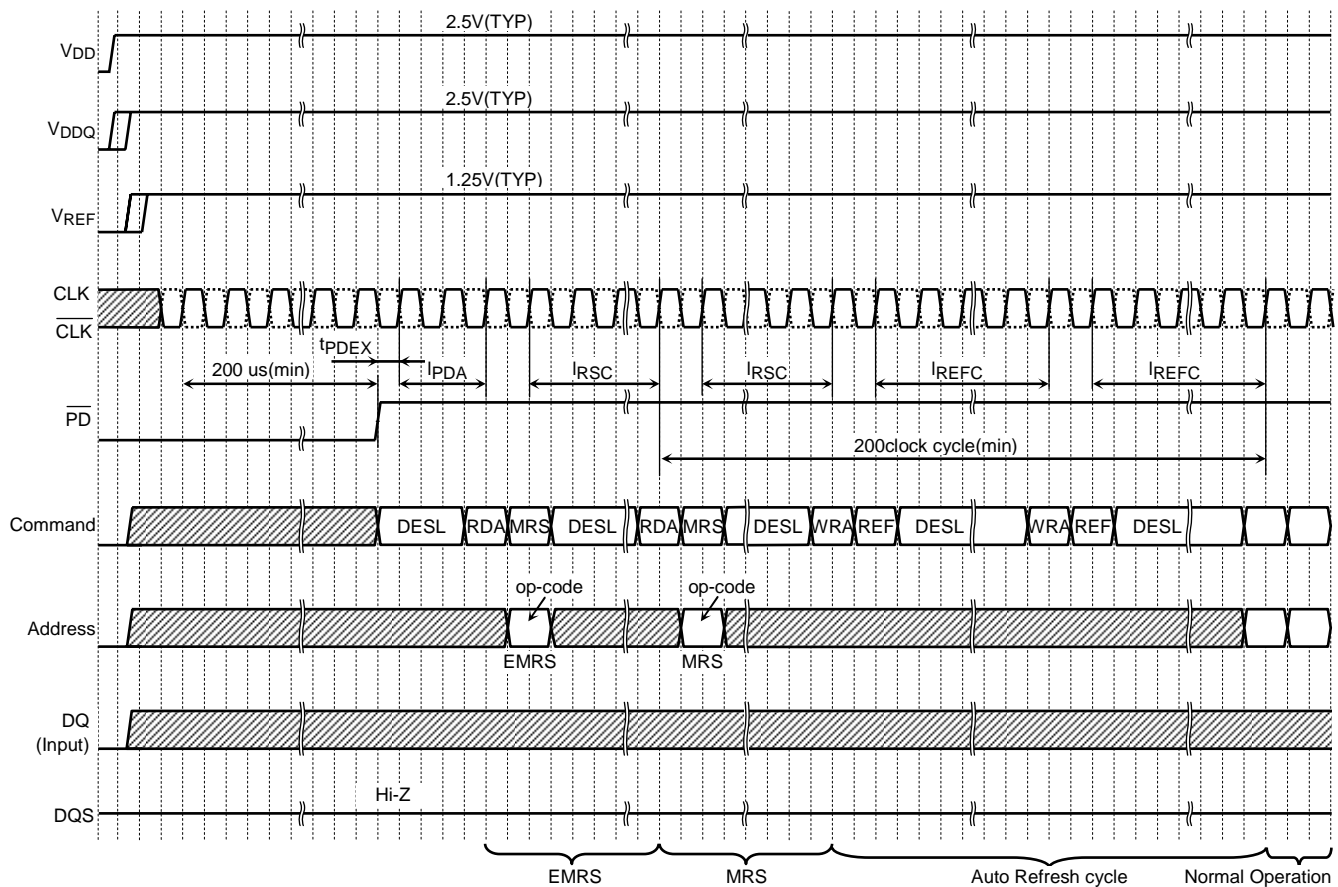 2.5V(TYP)
VDD
2.5V(TYP)
VDDQ
1.25V(TYP)
VREF
CLK
CLK
tPDEX
200 us(min)
lPDA
lRSC
lRSC
lREFC
lREFC
PD
200clock cycle(min)
Command
DESL
RDA
MRS
DESL
RDA
MRS
DESL
WRA
REF
DESL
WRA
REF
DESL
op-code
op-code
Address
EMRS
MRS
DQ
(Input)
Hi-Z
DQS
EMRS
MRS
Auto Refresh cycle
Normal Operation